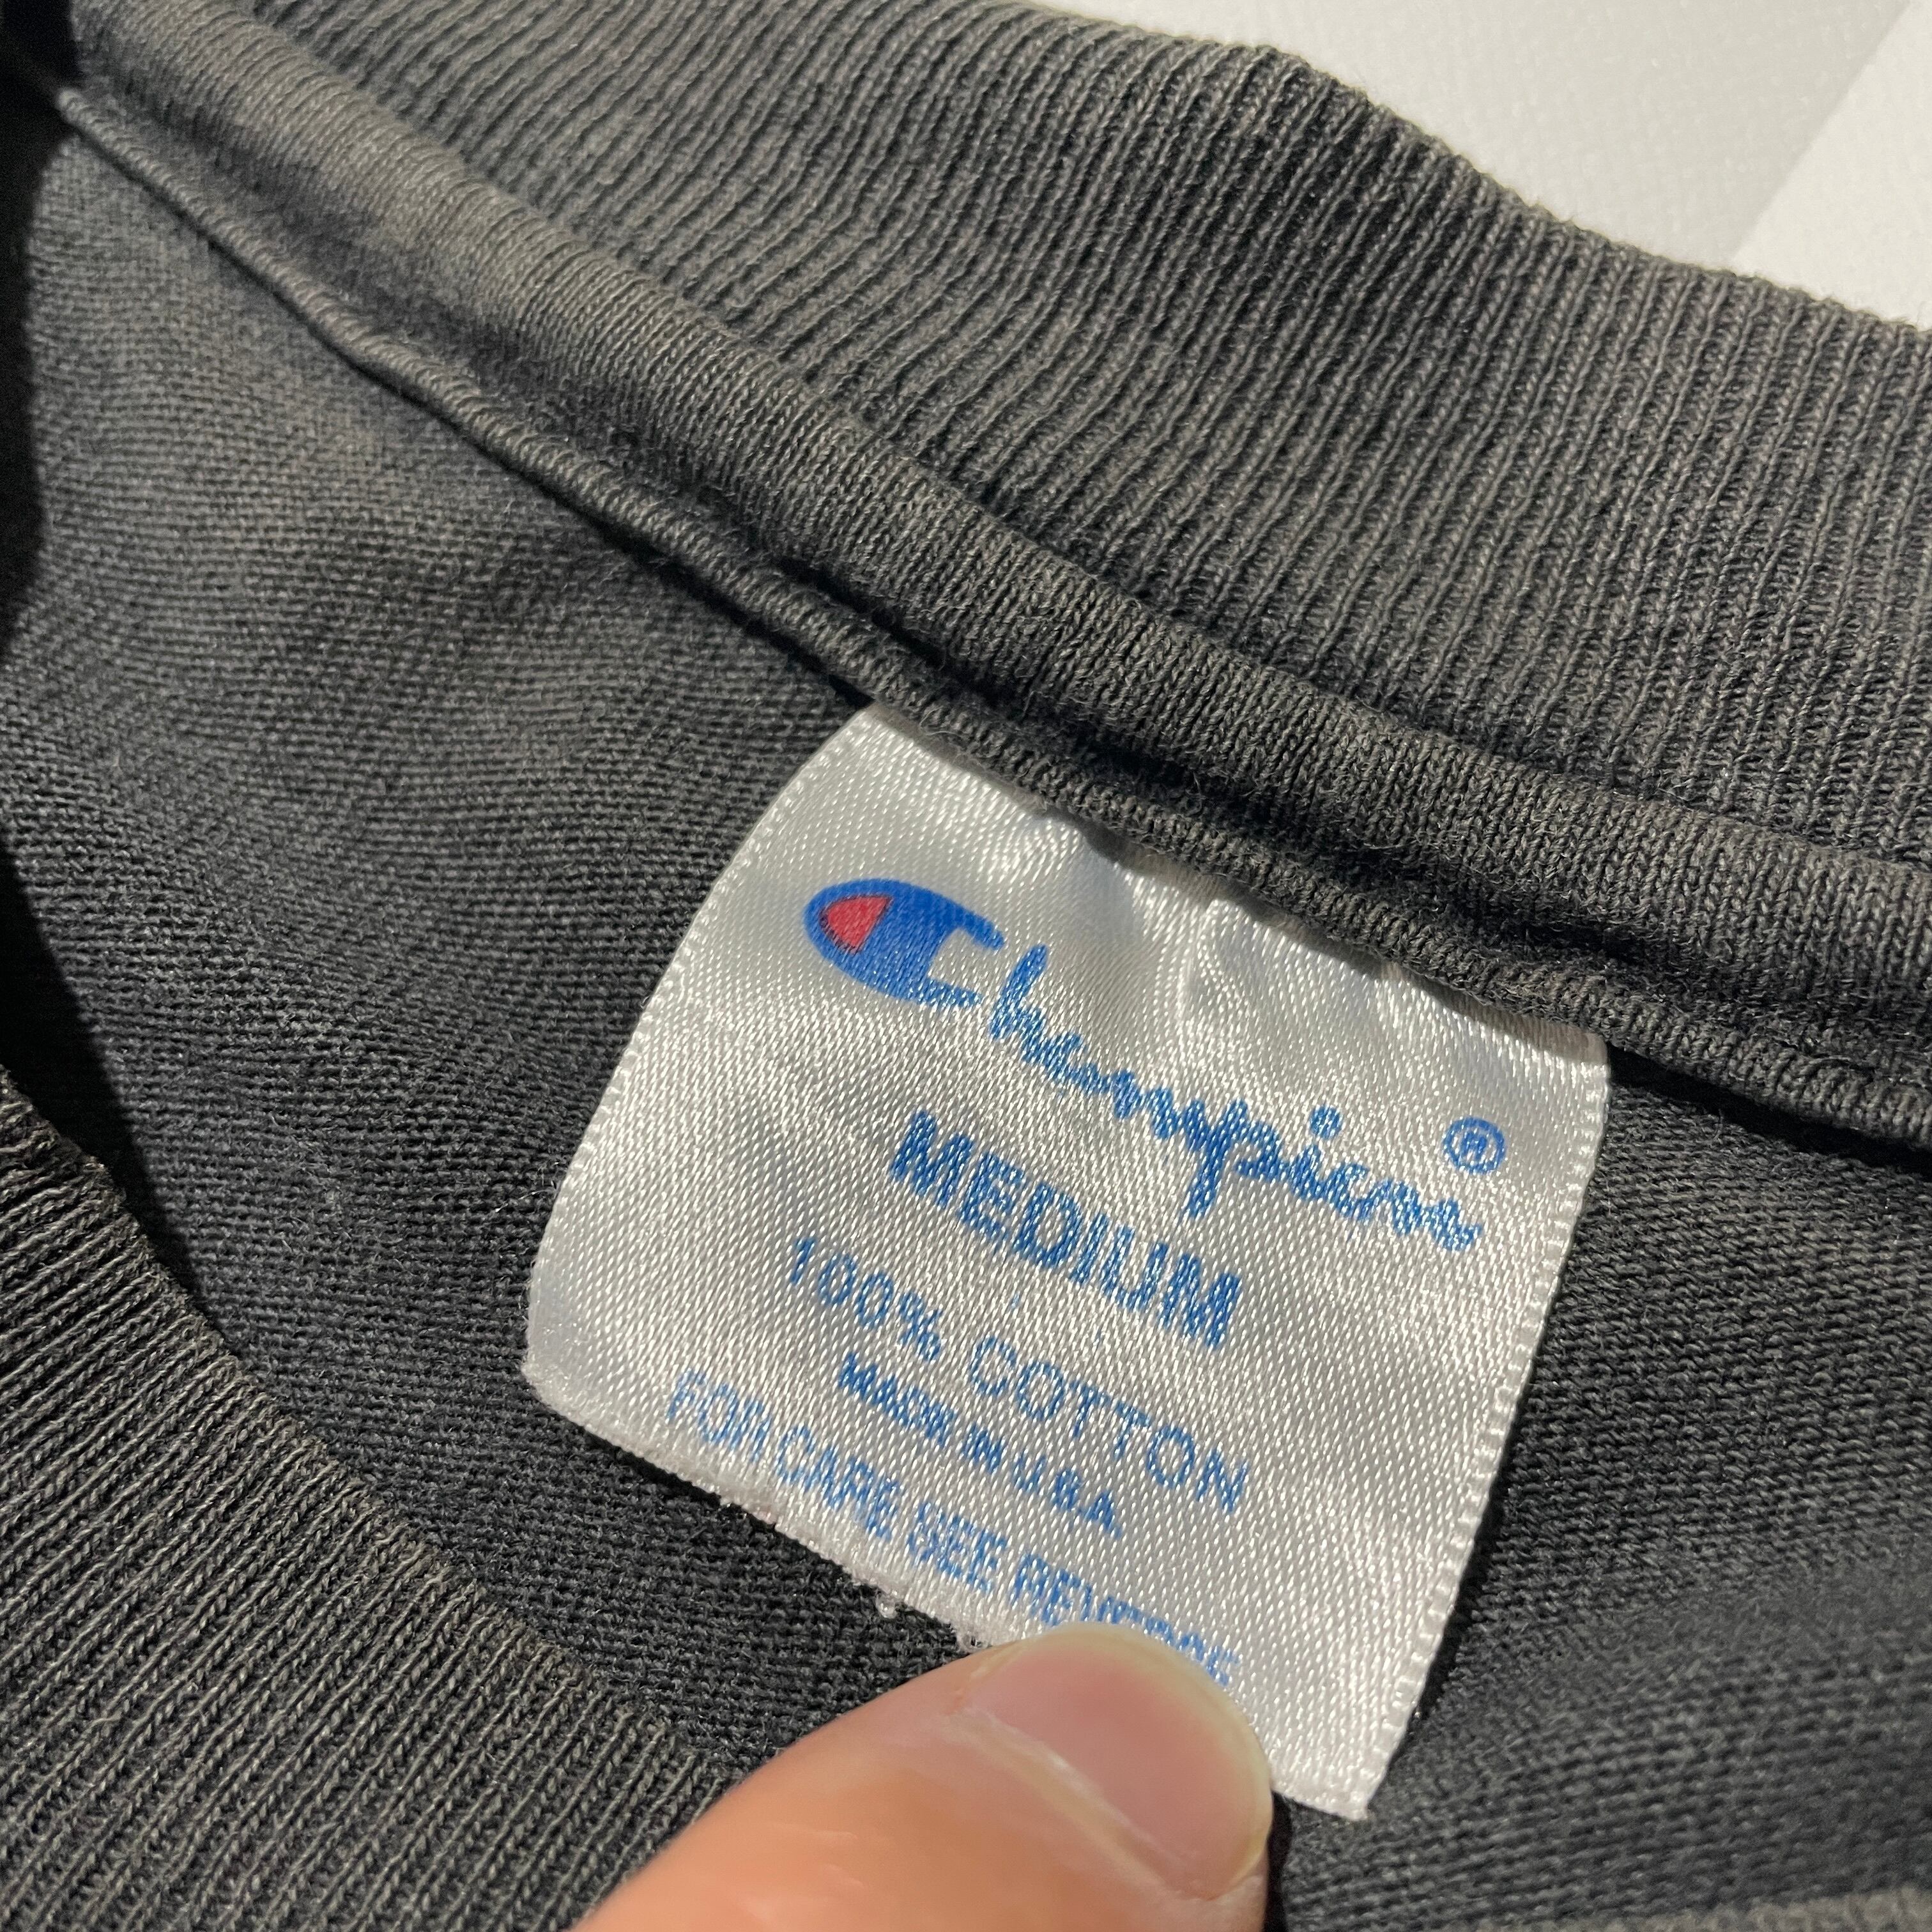 Champion®
MEDIUM
100% COTTON
MADE IN U.S.A.
FOR CARE SEE REVERSE